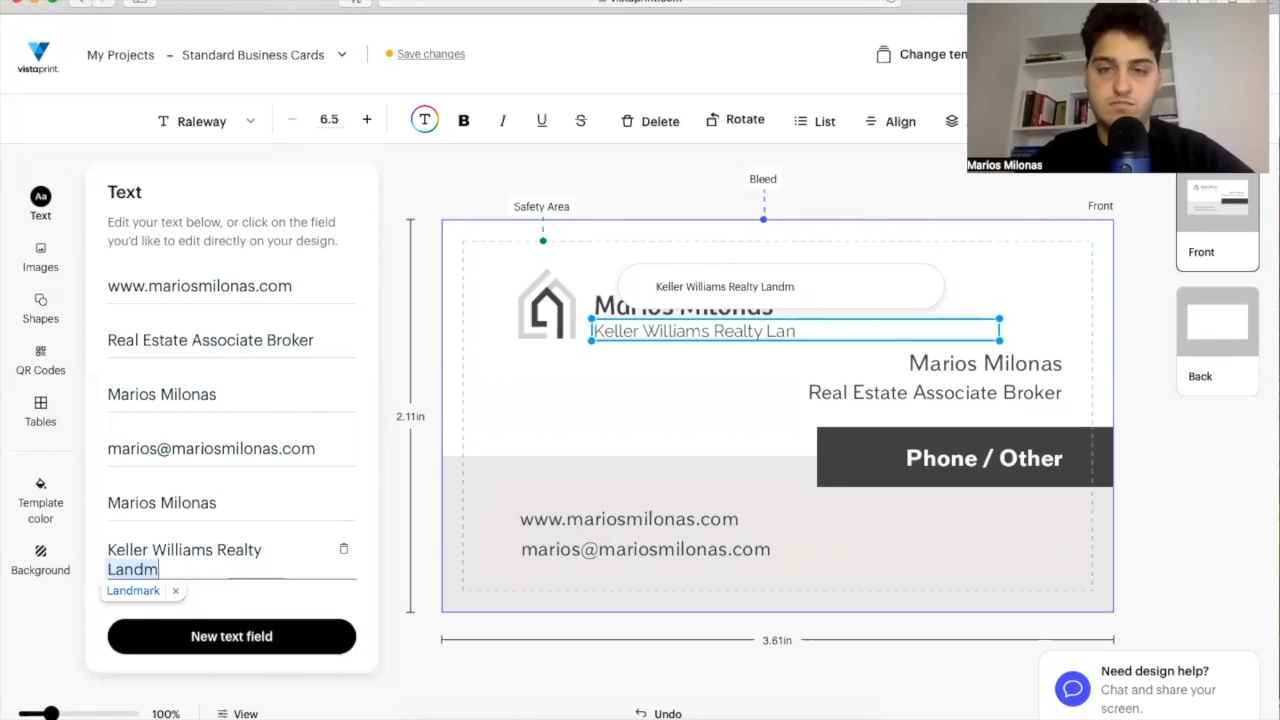 vistaprint.com
vistaprint.
My Projects – Standard Business Cards
Save changes
Change tem
Raleway
6.5
T
B
I
U
S
Delete
Rotate
List
Align
Marios Milonas
Aa
Text
Images
Shapes
QR Codes
Tables
Template
color
Background
Text
Edit your text below, or click on the field
you'd like to edit directly on your design.
www.mariosmilonas.com
Real Estate Associate Broker
Marios Milonas
marios@mariosmilonas.com
Marios Milonas
Keller Williams Realty
Landm
Landmark
New text field
Bleed
Safety Area
Front
Keller Williams Realty Landm
Marios Milonas
Keller Williams Realty Lan
Marios Milonas
Real Estate Associate Broker
Phone / Other
www.mariosmilonas.com
marios@mariosmilonas.com
2.11in
3.61in
Front
Back
Need design help?
Chat and share your
screen.
100%
View
Undo